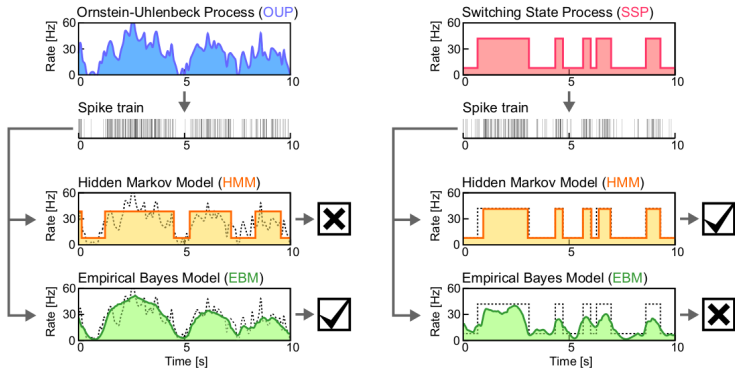 Ornstein-Uhlenbeck Process (OUP)
Rate [Hz]
60
30
0
0
5
10
Spike train
0
5
10
Hidden Markov Model (HMM)
Rate [Hz]
60
30
0
0
5
10
Empirical Bayes Model (EBM)
Rate [Hz]
60
30
0
0
5
10
Time [s]
Switching State Process (SSP)
Rate [Hz]
60
30
0
0
5
10
Spike train
0
5
10
Hidden Markov Model (HMM)
Rate [Hz]
60
30
0
0
5
10
Empirical Bayes Model (EBM)
Rate [Hz]
60
30
0
0
5
10
Time [s]